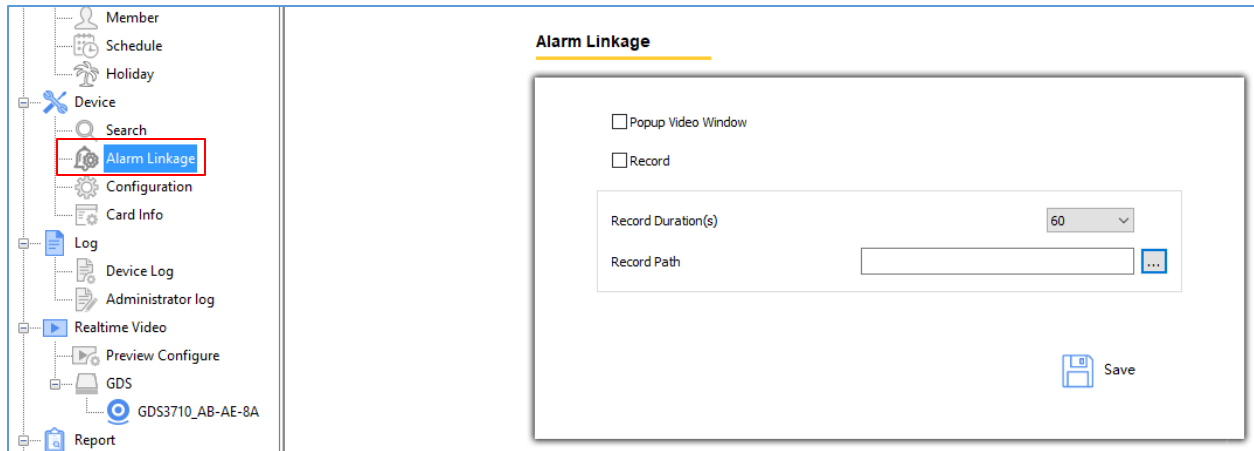 Member
Schedule
Holiday
Device
Search
Alarm Linkage
Configuration
Card Info
Log
Device Log
Administrator log
Realtime Video
Preview Configure
GDS
GDS3710_AB-AE-8A
Report
Alarm Linkage
Popup Video Window
Record
Record Duration(s)
60
Record Path
...
Save